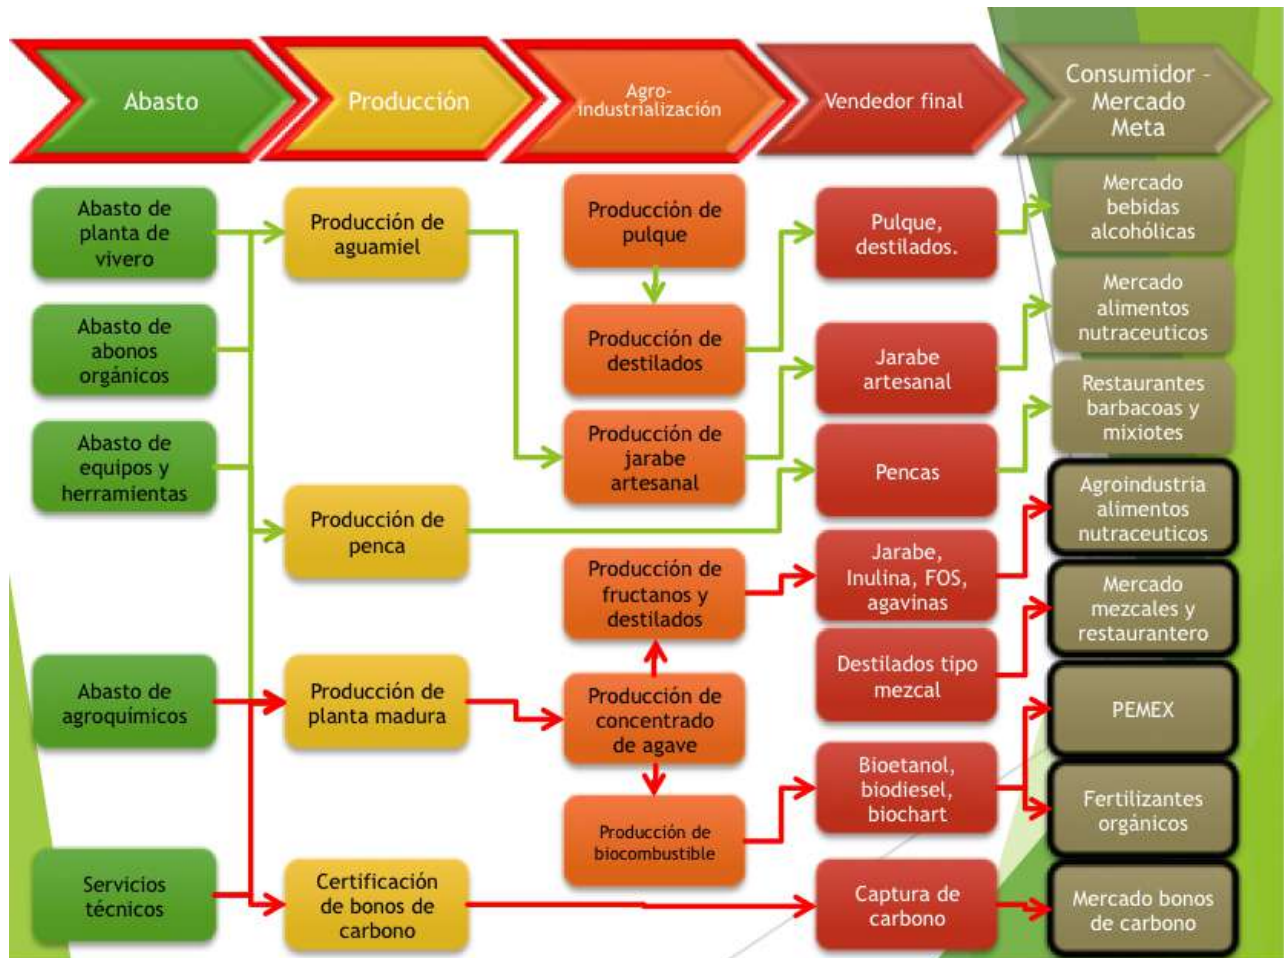 Abasto
Producción
Agro-
industrialización
Vendedor final
Consumidor –
Mercado
Meta
Abasto de
planta de
vivero
Abasto de
abonos
orgánicos
Abasto de
equipos y
herramientas
Abasto de
agroquímicos
Servicios
técnicos
Producción de
aguamiel
Producción de
penca
Producción de
planta madura
Certificación
de bonos de
carbono
Producción de
pulque
Producción de
destilados
Producción de
jarabe
artesanal
Producción de
fructanos y
destilados
Producción de
concentrado
de agave
Producción de
biocombustible
Pulque,
destilados.
Jarabe
artesanal
Pencas
Jarabe,
Inulina, FOS,
agavinas
Destilados tipo
mezcal
Bioetanol,
biodiesel,
biochart
Captura de
carbono
Mercado
bebidas
alcohólicas
Mercado
alimentos
nutraceuticos
Restaurantes
barbacoas y
mixiotes
Agroindustria
alimentos
nutraceuticos
Mercado
mezcales y
restaurantero
PEMEX
Fertilizantes
orgánicos
Mercado bonos
de carbono